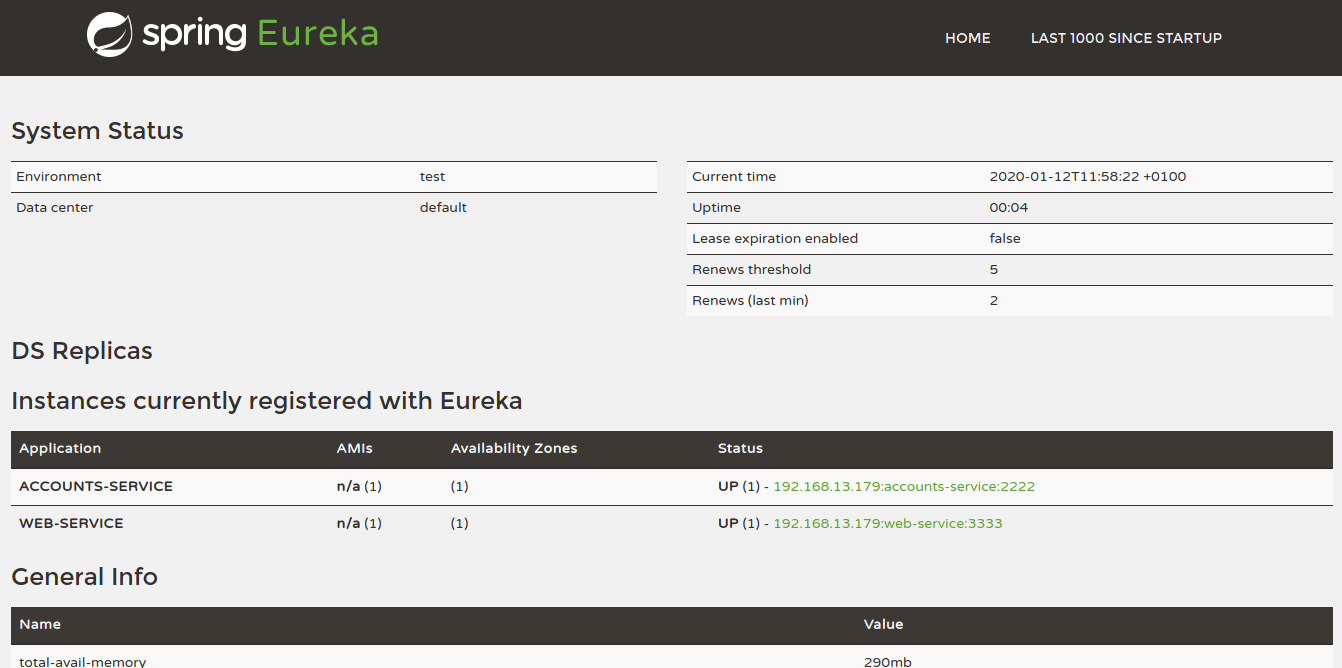 spring Eureka
HOME LAST 1000 SINCE STARTUP
System Status
Environment test
Data center default
Current time 2020-01-12T11:58:22 +0100
Uptime 00:04
Lease expiration enabled false
Renews threshold 5
Renews (last min) 2
DS Replicas
Instances currently registered with Eureka
Application AMIs Availability Zones Status
ACCOUNTS-SERVICE n/a (1) (1) UP (1) - 192.168.13.179:accounts-service:2222
WEB-SERVICE n/a (1) (1) UP (1) - 192.168.13.179:web-service:3333
General Info
Name Value
total-avail-memory 290mb